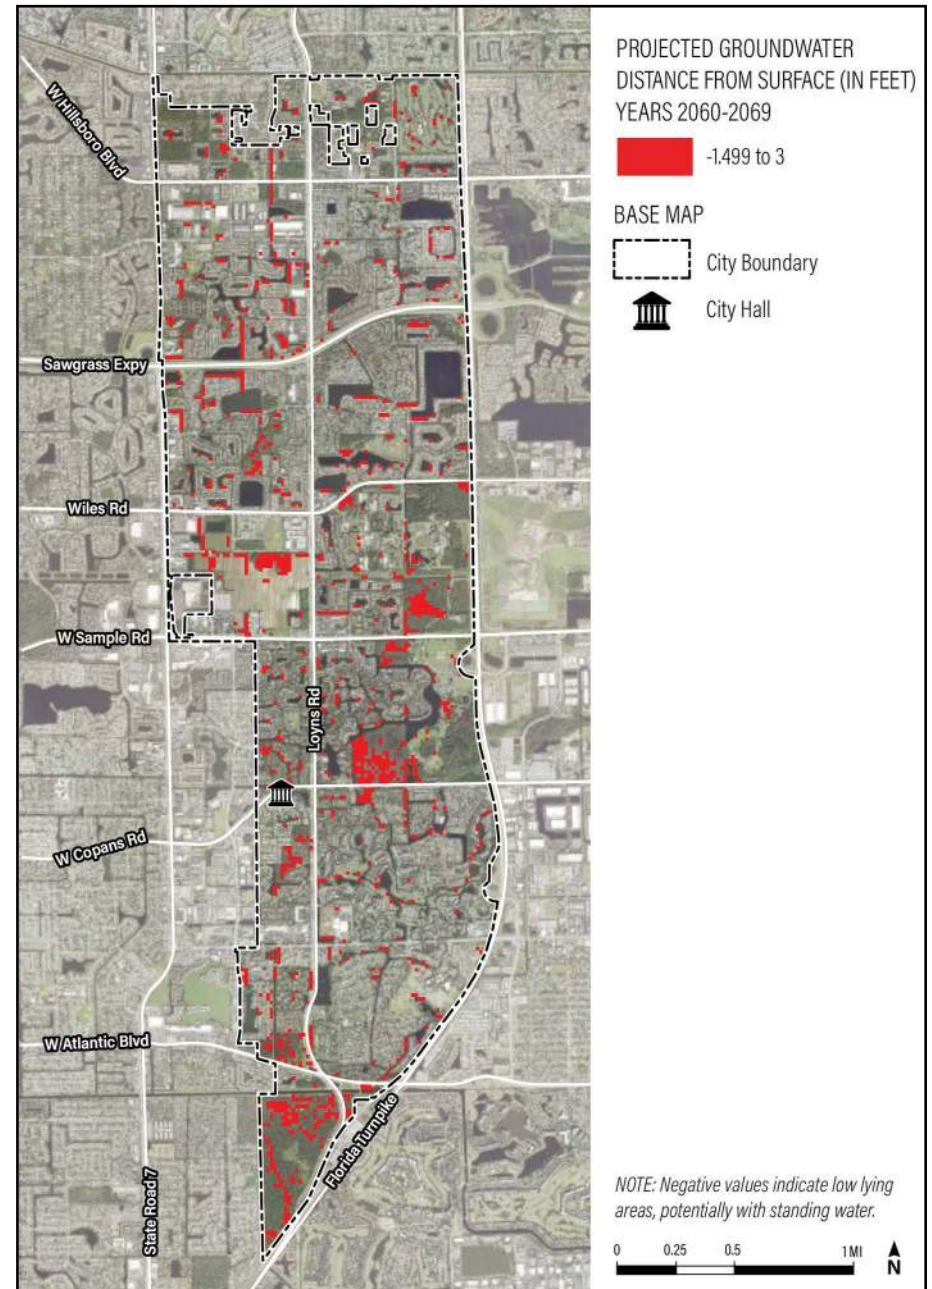 PROJECTED GROUNDWATER
DISTANCE FROM SURFACE (IN FEET)
YEARS 2060-2069
-1.499 to 3
BASE MAP
City Boundary
City Hall
W Hillsboro Blvd
Sawgrass Expy
Wiles Rd
W Sample Rd
Loyns Rd
W Copans Rd
W Atlantic Blvd
Florida Turnpike
State Road 7
NOTE: Negative values indicate low lying
areas, potentially with standing water.
0 0.25 0.5 1 MI
N